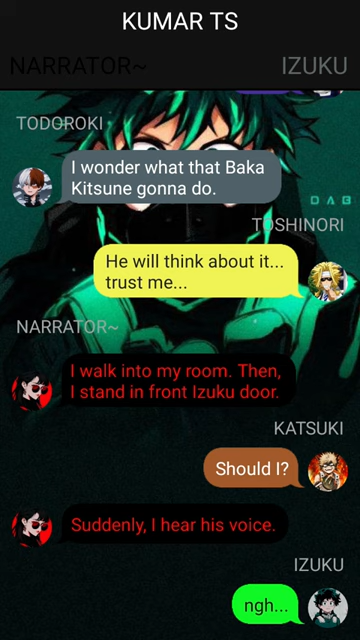 KUMAR TS
NARRATOR~
IZUKU
TODOROKI
I wonder what that Baka
Kitsune gonna do.
DAB
TOSHINORI
He will think about it...
trust me...
NARRATOR~
I walk into my room. Then,
I stand in front Izuku door.
KATSUKI
Should I?
Suddenly, I hear his voice.
IZUKU
ngh...